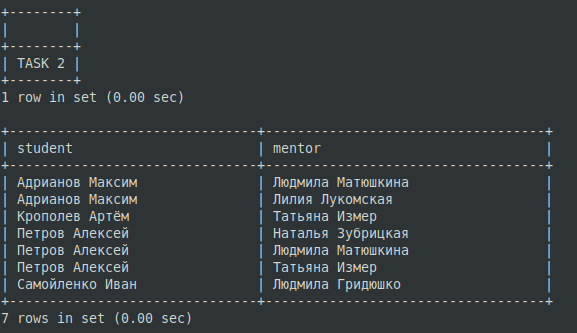 +--------+
|        |
+--------+
| TASK 2 |
+--------+
1 row in set (0.00 sec)

+-------------------------------+-----------------------------------+
| student                       | mentor                            |
+-------------------------------+-----------------------------------+
| Адрианов Максим               | Людмила Матюшкина                 |
| Адрианов Максим               | Лилия Лукомская                   |
| Крополев Артём                | Татьяна Измер                     |
| Петров Алексей                | Наталья Зубрицкая                 |
| Петров Алексей                | Людмила Матюшкина                 |
| Петров Алексей                | Татьяна Измер                     |
| Самойленко Иван               | Людмила Гридюшко                  |
+-------------------------------+-----------------------------------+
7 rows in set (0.00 sec)